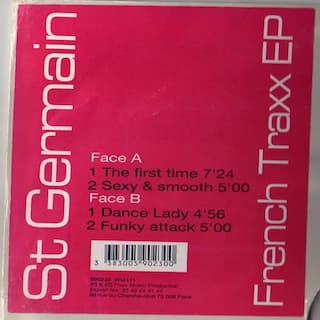 St Germain
French Traxx EP
Face A
1 The first time 7'24
2 Sexy & smooth 5'00
Face B
1 Dance Lady 4'56
2 Funky attack 5'00
3 383005 902300